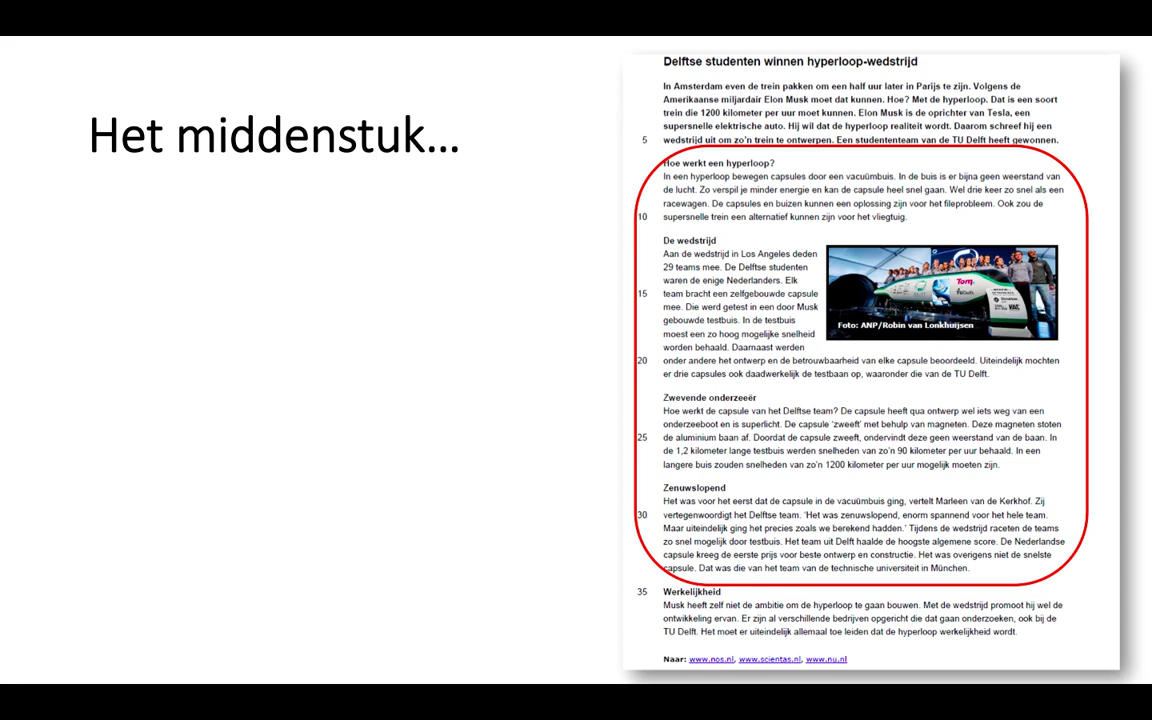 Het middenstuk...
Delftse studenten winnen hyperloop-wedstrijd
In Amsterdam even de trein pakken om een half uur later in Parijs te zijn. Volgens de
Amerikaanse miljardair Elon Musk moet dat kunnen. Hoe? Met de hyperloop. Dat is een soort
trein die 1200 kilometer per uur moet kunnen. Elon Musk is de oprichter van Tesla, een
supersnelle elektrische auto. Hij wil dat de hyperloop realiteit wordt. Daarom schreef hij een
5 wedstrijd uit om zo'n trein te ontwerpen. Een studententeam van de TU Delft heeft gewonnen.
Hoe werkt een hyperloop?
In een hyperloop bewegen capsules door een vacuümbuis. In de buis is er bijna geen weerstand van
de lucht. Zo verspil je minder energie en kan de capsule heel snel gaan. Wel drie keer zo snel als een
racewagen. De capsules en buizen kunnen een oplossing zijn voor het fileprobleem. Ook zou de
10 supersnelle trein een alternatief kunnen zijn voor het vliegtuig.
De wedstrijd
Aan de wedstrijd in Los Angeles deden
29 teams mee. De Delftse studenten
waren de enige Nederlanders. Elk
15 team bracht een zelfgebouwde capsule
mee. Die werd getest in een door Musk
gebouwde testbuis. In de testbuis
moest een zo hoog mogelijke snelheid
worden behaald. Daarnaast werden
20 onder andere het ontwerp en de betrouwbaarheid van elke capsule beoordeeld. Uiteindelijk mochten
er drie capsules ook daadwerkelijk de testbaan op, waaronder die van de TU Delft.
Foto: ANP/Robin van Lonkhuijsen
Zwevende onderzeeër
Hoe werkt de capsule van het Delftse team? De capsule heeft qua ontwerp wel iets weg van een
onderzeeboot en is superlicht. De capsule 'zweeft' met behulp van magneten. Deze magneten stoten
25 de aluminium baan af. Doordat de capsule zweeft, ondervindt deze geen weerstand van de baan. In
de 1,2 kilometer lange testbuis werden snelheden van zo'n 90 kilometer per uur behaald. In een
langere buis zouden snelheden van zo'n 1200 kilometer per uur mogelijk moeten zijn.
Zenuwslopend
Het was voor het eerst dat de capsule in de vacuümbuis ging, vertelt Marleen van de Kerkhof. Zij
30 vertegenwoordigt het Delftse team. 'Het was zenuwslopend, enorm spannend voor het hele team.
Maar uiteindelijk ging het precies zoals we berekend hadden.' Tijdens de wedstrijd raceten de teams
zo snel mogelijk door testbuis. Het team uit Delft haalde de hoogste algemene score. De Nederlandse
capsule kreeg de eerste prijs voor beste ontwerp en constructie. Het was overigens niet de snelste
capsule. Dat was die van het team van de technische universiteit in München.
35 Werkelijkheid
Musk heeft zelf niet de ambitie om de hyperloop te gaan bouwen. Met de wedstrijd promoot hij wel de
ontwikkeling ervan. Er zijn al verschillende bedrijven opgericht die dat gaan onderzoeken, ook bij de
TU Delft. Het moet er uiteindelijk allemaal toe leiden dat de hyperloop werkelijkheid wordt.
Naar: www.nos.nl, www.scientas.nl, www.nu.nl